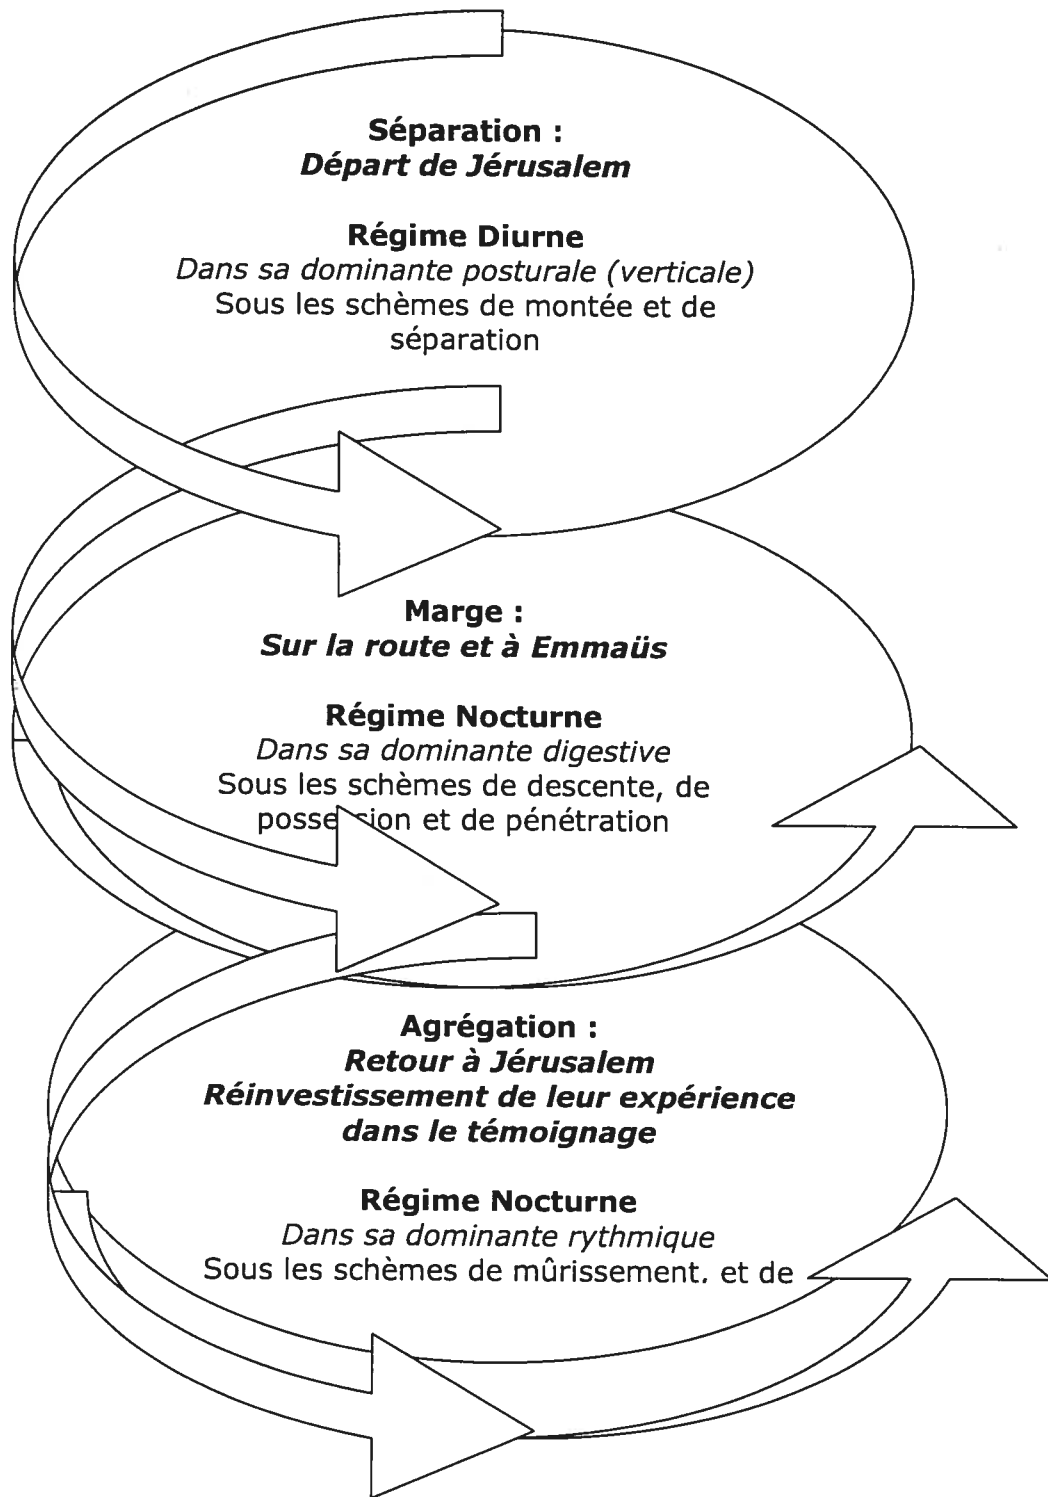 Séparation :
Départ de Jérusalem
Régime Diurne
Dans sa dominante posturale (verticale)
Sous les schèmes de montée et de
séparation
Marge :
Sur la route et à Emmaüs
Régime Nocturne
Dans sa dominante digestive
Sous les schèmes de descente, de
possession et de pénétration
Agrégation :
Retour à Jérusalem
Réinvestissement de leur expérience
dans le témoignage
Régime Nocturne
Dans sa dominante rythmique
Sous les schèmes de mûrissement, et de